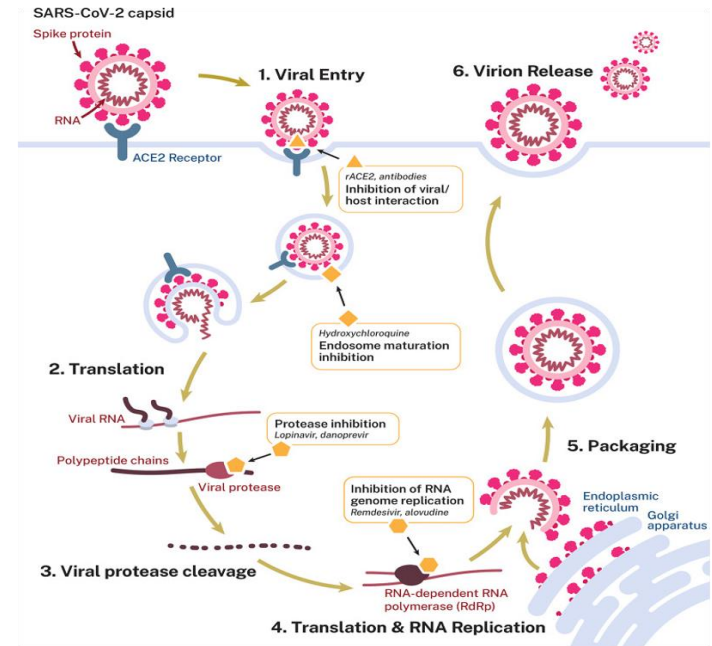 SARS-CoV-2 capsid
Spike protein
RNA
ACE2 Receptor
1. Viral Entry
6. Virion Release
rACE2, antibodies
Inhibition of viral/
host interaction
Hydroxychloroquine
Endosome maturation
inhibition
2. Translation
Viral RNA
Protease inhibition
Lopinavir, danoprevir
Polypeptide chains
Viral protease
5. Packaging
Inhibition of RNA
genome replication
Remdesivir, alovudine
Endoplasmic
reticulum
Golgi
apparatus
3. Viral protease cleavage
RNA-dependent RNA
polymerase (RdRp)
4. Translation & RNA Replication